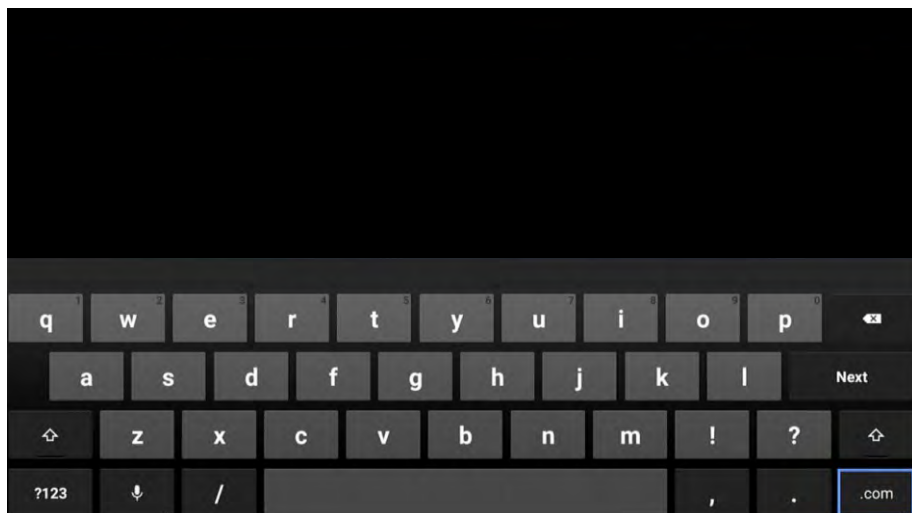 1 2 3 4 5 6 7 8 9 0
q w e r t y u i o p
a s d f g h j k l Next
z x c v b n m ! ?
?123 / , . .com